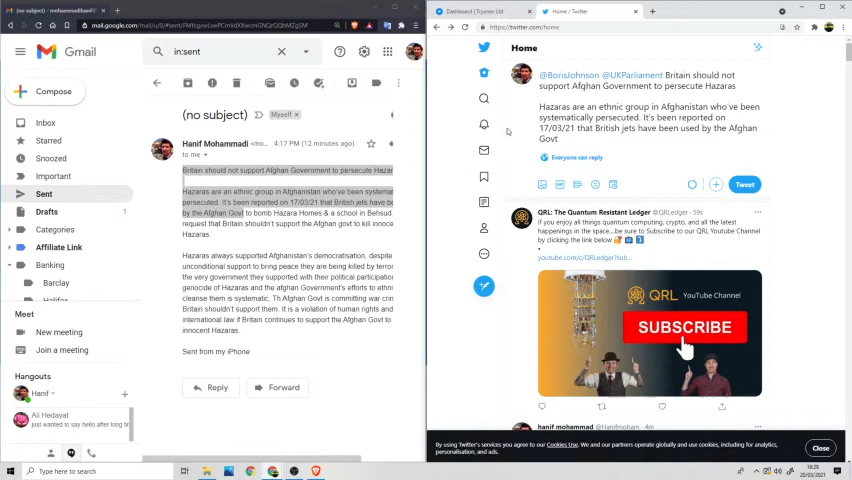 (no subject) - mohammadihanif
mail.google.com/mail/u/0/#sent/
Gmail
in:sent
Compose
Inbox
Starred
Snoozed
Important
Sent
Drafts 1
Categories
Affiliate Link
Banking
Barclay
Halifax
Meet
New meeting
Join a meeting
Hangouts
Hanif
Ali Hedayat
just wanted to say hello after long
(no subject)
Myself
Hanif Mohammadi
4:17 PM (12 minutes ago)
to me
Britain should not support Afghan Government to persecute Hazar
Hazaras are an ethnic group in Afghanistan who've been systemat
persecuted. It's been reported on 17/03/21 that British jets have be
by the Afghan Govt to bomb Hazara Homes & a school in Behsud.
request that Britain shouldn't support the Afghan govt to kill innoce
Hazaras.
Hazaras always supported Afghanistan's democratisation, despite
unconditional support to bring peace they are being killed by terror
the very government they supported with their political participatio
genocide of Hazaras and the afghan Government's efforts to ethni
cleanse them is systematic. Th Afghan Govt is committing war crin
Britain shouldn't support them. It is a violation of human rights and
international law if Britain continues to support the Afghan Govt to
innocent Hazaras.
Sent from my iPhone
Reply
Forward
Dashboard | Tryonex Ltd
Home / Twitter
https://twitter.com/home
Home
@BorisJohnson @UKParliament Britain should not
support Afghan Government to persecute Hazaras
Hazaras are an ethnic group in Afghanistan who've been
systematically persecuted. It's been reported on
17/03/21 that British jets have been used by the Afghan
Govt
Everyone can reply
GIF
Tweet
QRL: The Quantum Resistant Ledger @QRLedger · 59s
If you enjoy all things quantum computing, crypto, and all the latest
happenings in the space....be sure to Subscribe to our QRL Youtube Channel
by clicking the link below
•
youtube.com/c/QRLedger?sub...
QRL YouTube Channel
SUBSCRIBE
hanif mohammad @Hanifmoham · 4m
By using Twitter's services you agree to our Cookies Use. We and our partners operate globally and use cookies, including for analytics,
personalisation, and ads.
Close
Type here to search
16:29
20/03/2021